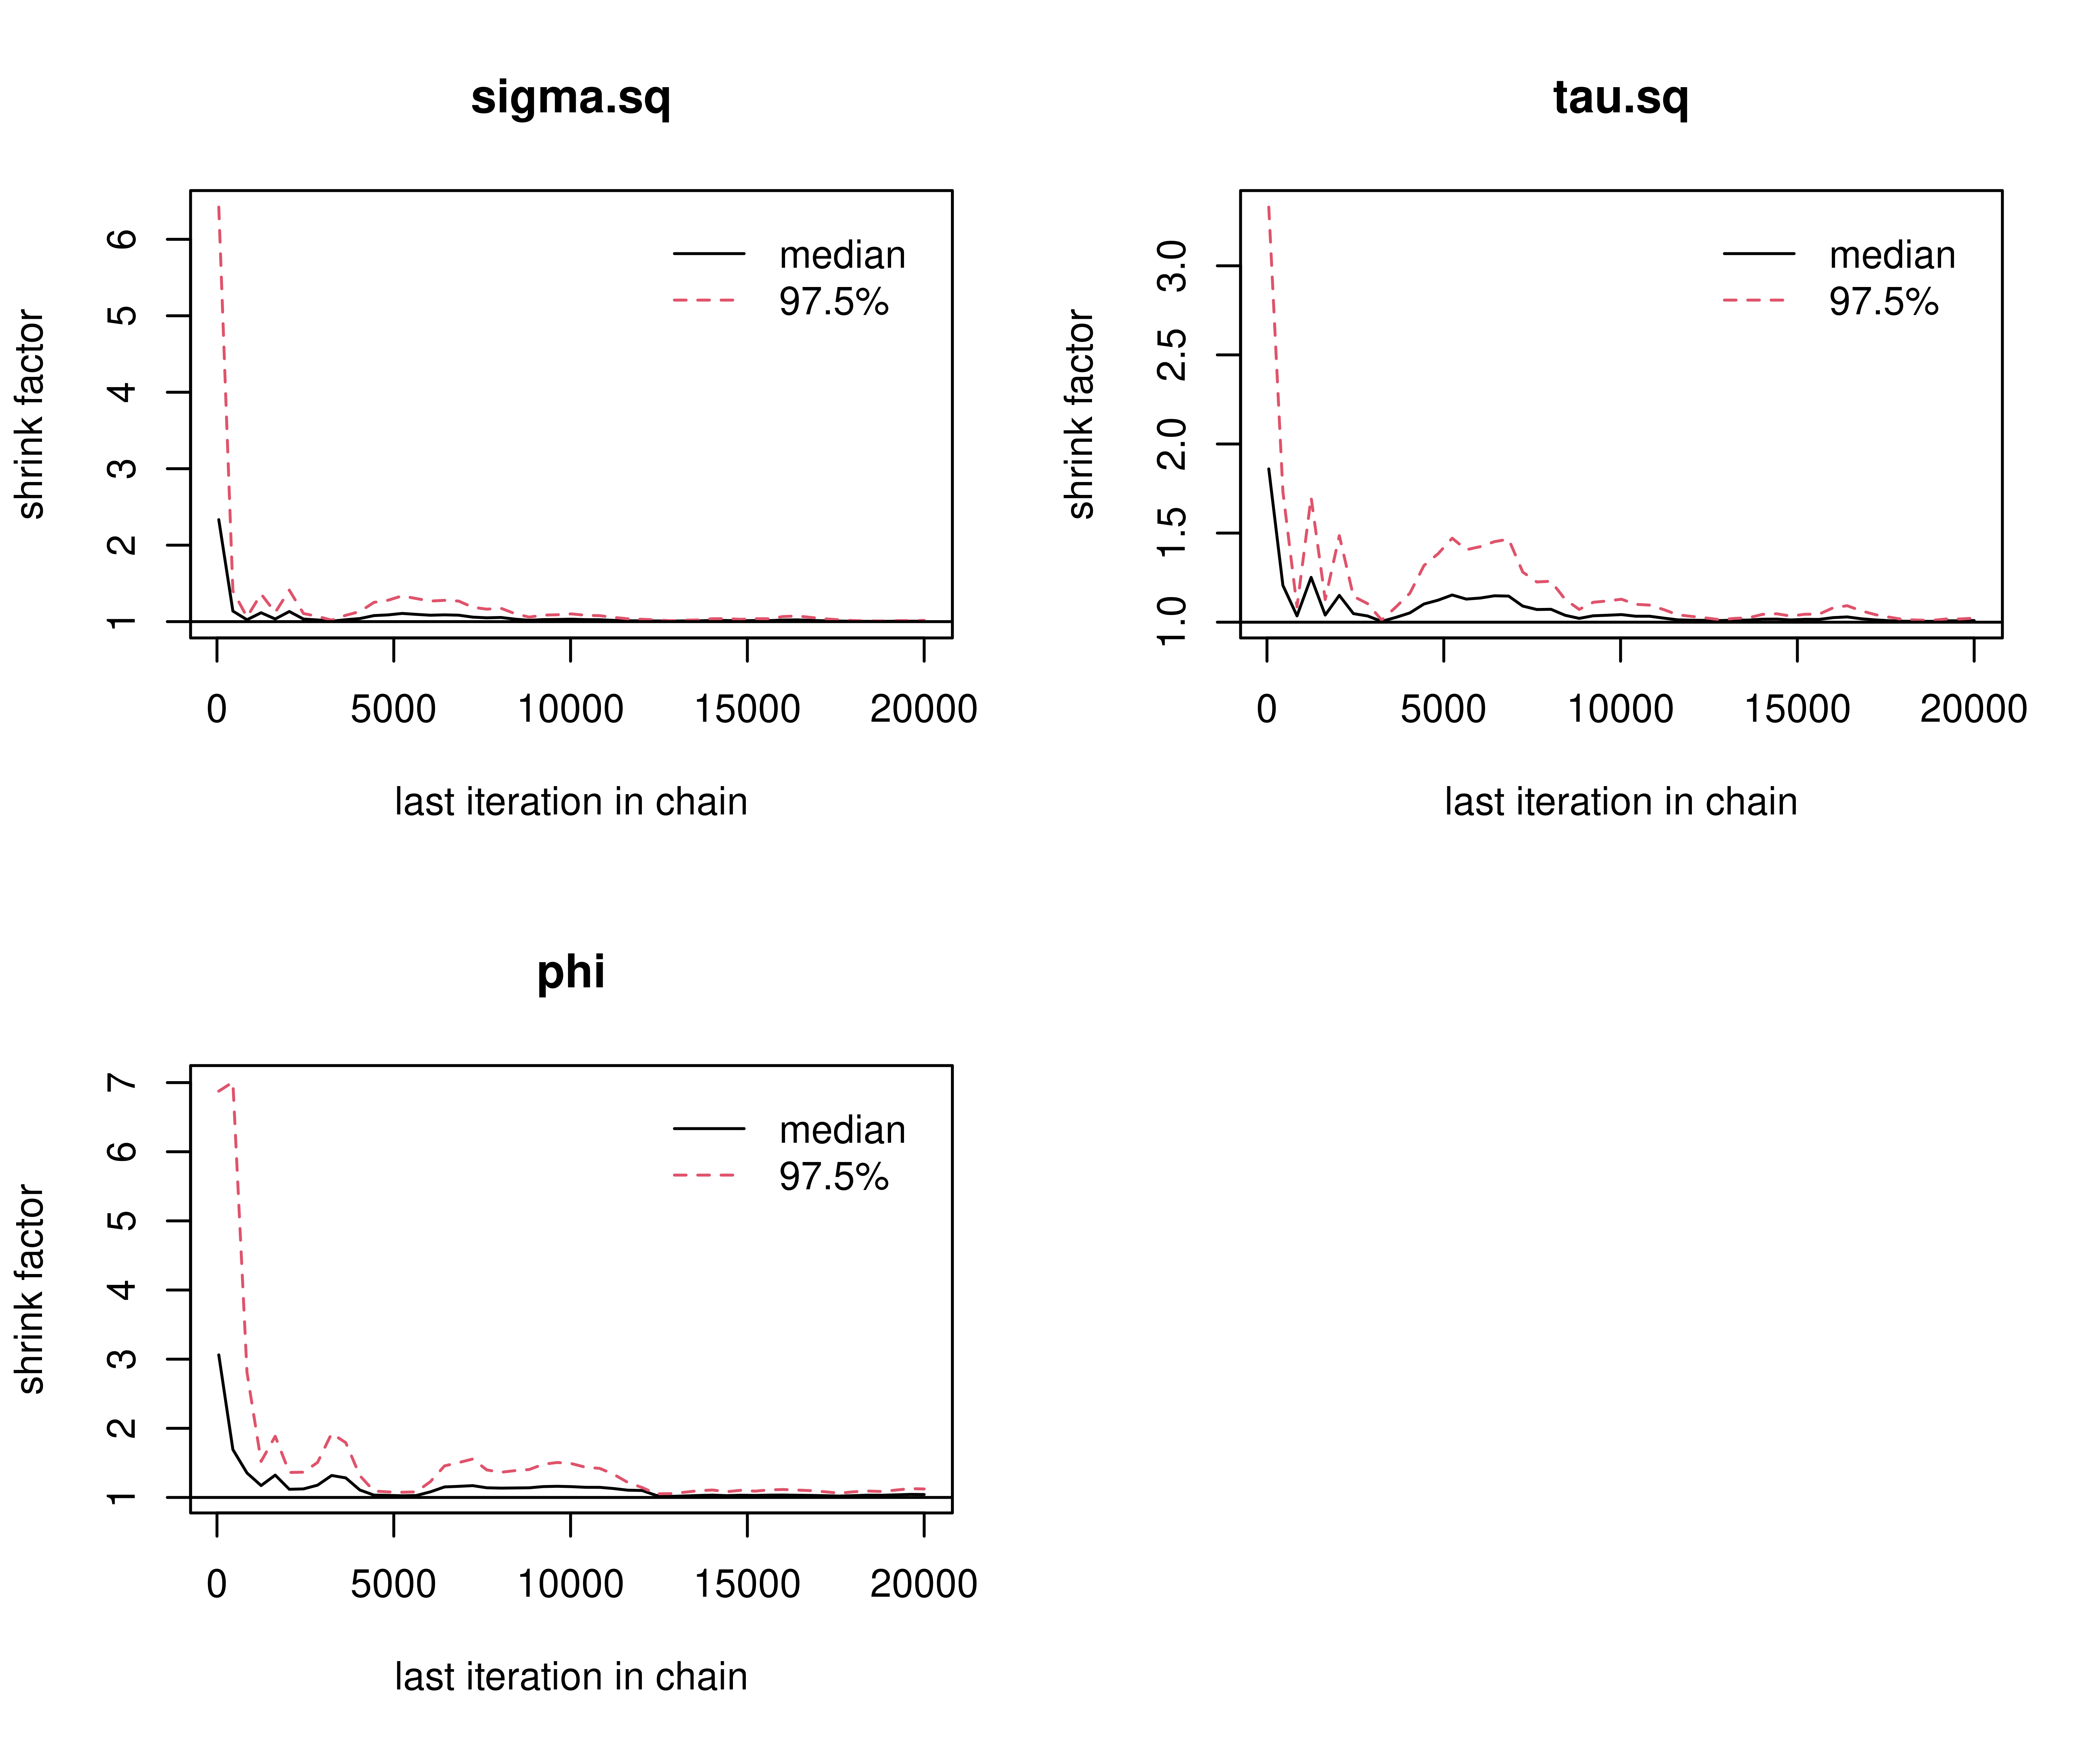 sigma.sq
shrink factor
6
5
4
3
2
1
median
97.5%
0 5000 10000 15000 20000
last iteration in chain
tau.sq
shrink factor
3.0
2.5
2.0
1.5
1.0
median
97.5%
0 5000 10000 15000 20000
last iteration in chain
phi
shrink factor
7
6
5
4
3
2
1
median
97.5%
0 5000 10000 15000 20000
last iteration in chain